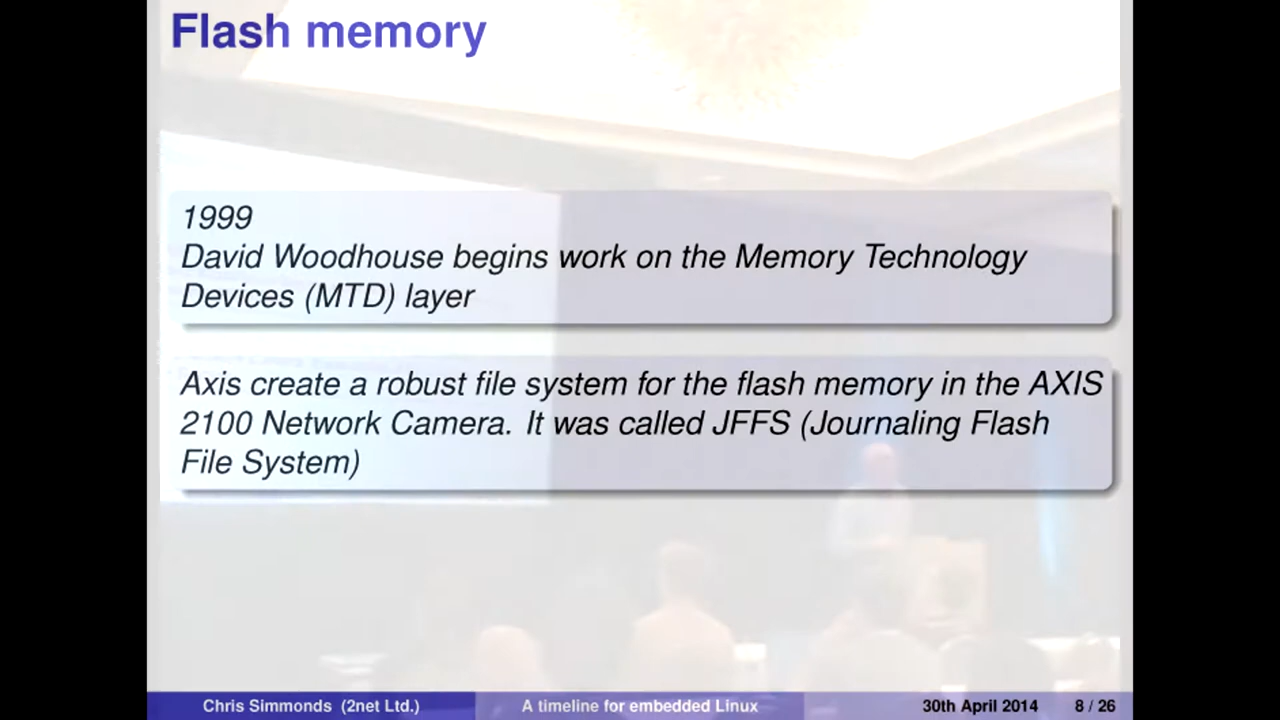 Flash memory
1999
David Woodhouse begins work on the Memory Technology
Devices (MTD) layer
Axis create a robust file system for the flash memory in the AXIS
2100 Network Camera. It was called JFFS (Journaling Flash
File System)
Chris Simmonds (2net Ltd.) A timeline for embedded Linux 30th April 2014 8 / 26